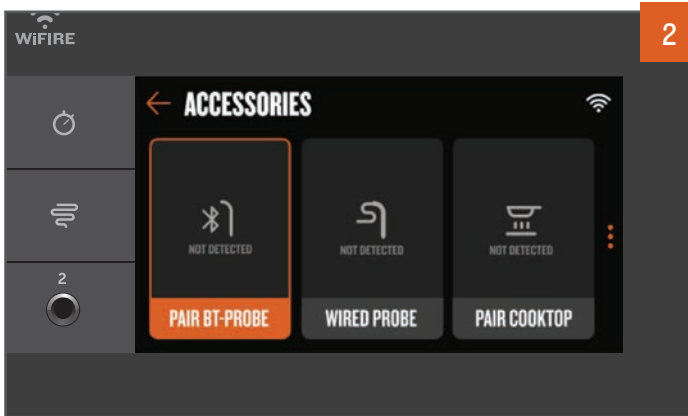 WiFIRE
2
ACCESSORIES
NOT DETECTED
NOT DETECTED
NOT DETECTED
2
PAIR BT-PROBE
WIRED PROBE
PAIR COOKTOP